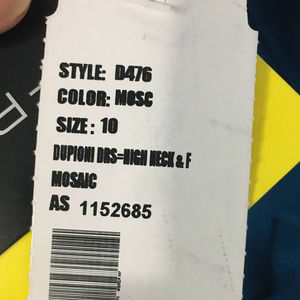 STYLE: D476
COLOR: MOSC
SIZE: 10
DUPIONI DRS=HIGH NECK & F
MOSAIC
AS 1152685